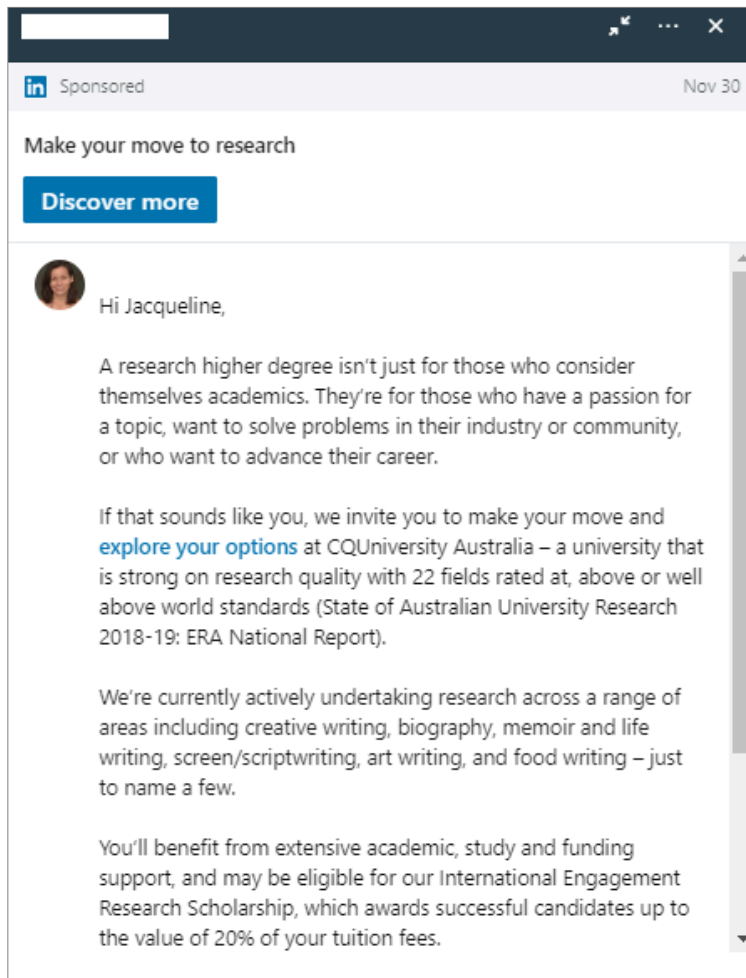 in Sponsored Nov 30
Make your move to research
Discover more
Hi Jacqueline,
A research higher degree isn't just for those who consider
themselves academics. They're for those who have a passion for
a topic, want to solve problems in their industry or community,
or who want to advance their career.
If that sounds like you, we invite you to make your move and
explore your options at CQUniversity Australia – a university that
is strong on research quality with 22 fields rated at, above or well
above world standards (State of Australian University Research
2018-19: ERA National Report).
We're currently actively undertaking research across a range of
areas including creative writing, biography, memoir and life
writing, screen/scriptwriting, art writing, and food writing – just
to name a few.
You'll benefit from extensive academic, study and funding
support, and may be eligible for our International Engagement
Research Scholarship, which awards successful candidates up to
the value of 20% of your tuition fees.